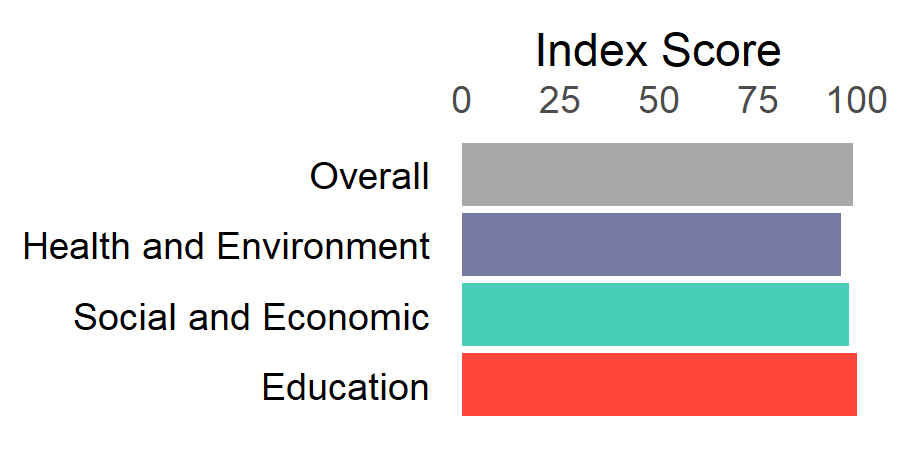 Index Score
0 25 50 75 100
Overall
Health and Environment
Social and Economic
Education